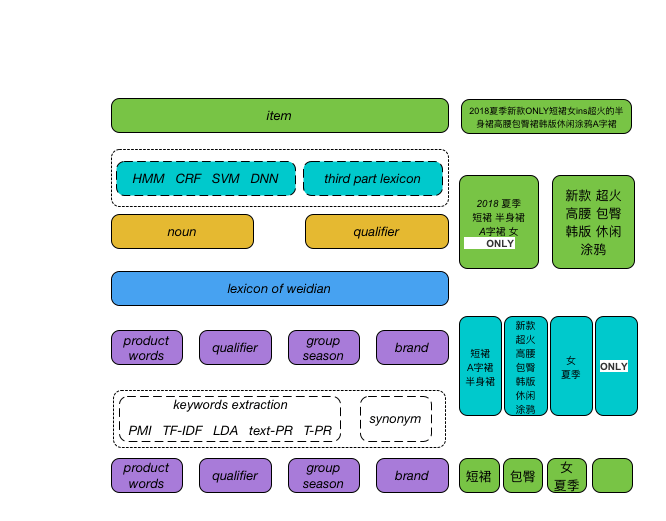 item
2018夏季新款ONLY短裙女ins超火的半
身裙高腰包臀裙韩版休闲涂鸦A字裙
HMM CRF SVM DNN
third part lexicon
noun
qualifier
2018 夏季
短裙 半身裙
A字裙 女
ONLY
新款 超火
高腰 包臀
韩版 休闲
涂鸦
lexicon of weidian
product
words
qualifier
group
season
brand
短裙
A字裙
半身裙
新款
超火
高腰
包臀
韩版
休闲
涂鸦
女
夏季
ONLY
keywords extraction
PMI TF-IDF LDA text-PR T-PR
synonym
product
words
qualifier
group
season
brand
短裙
包臀
女
夏季